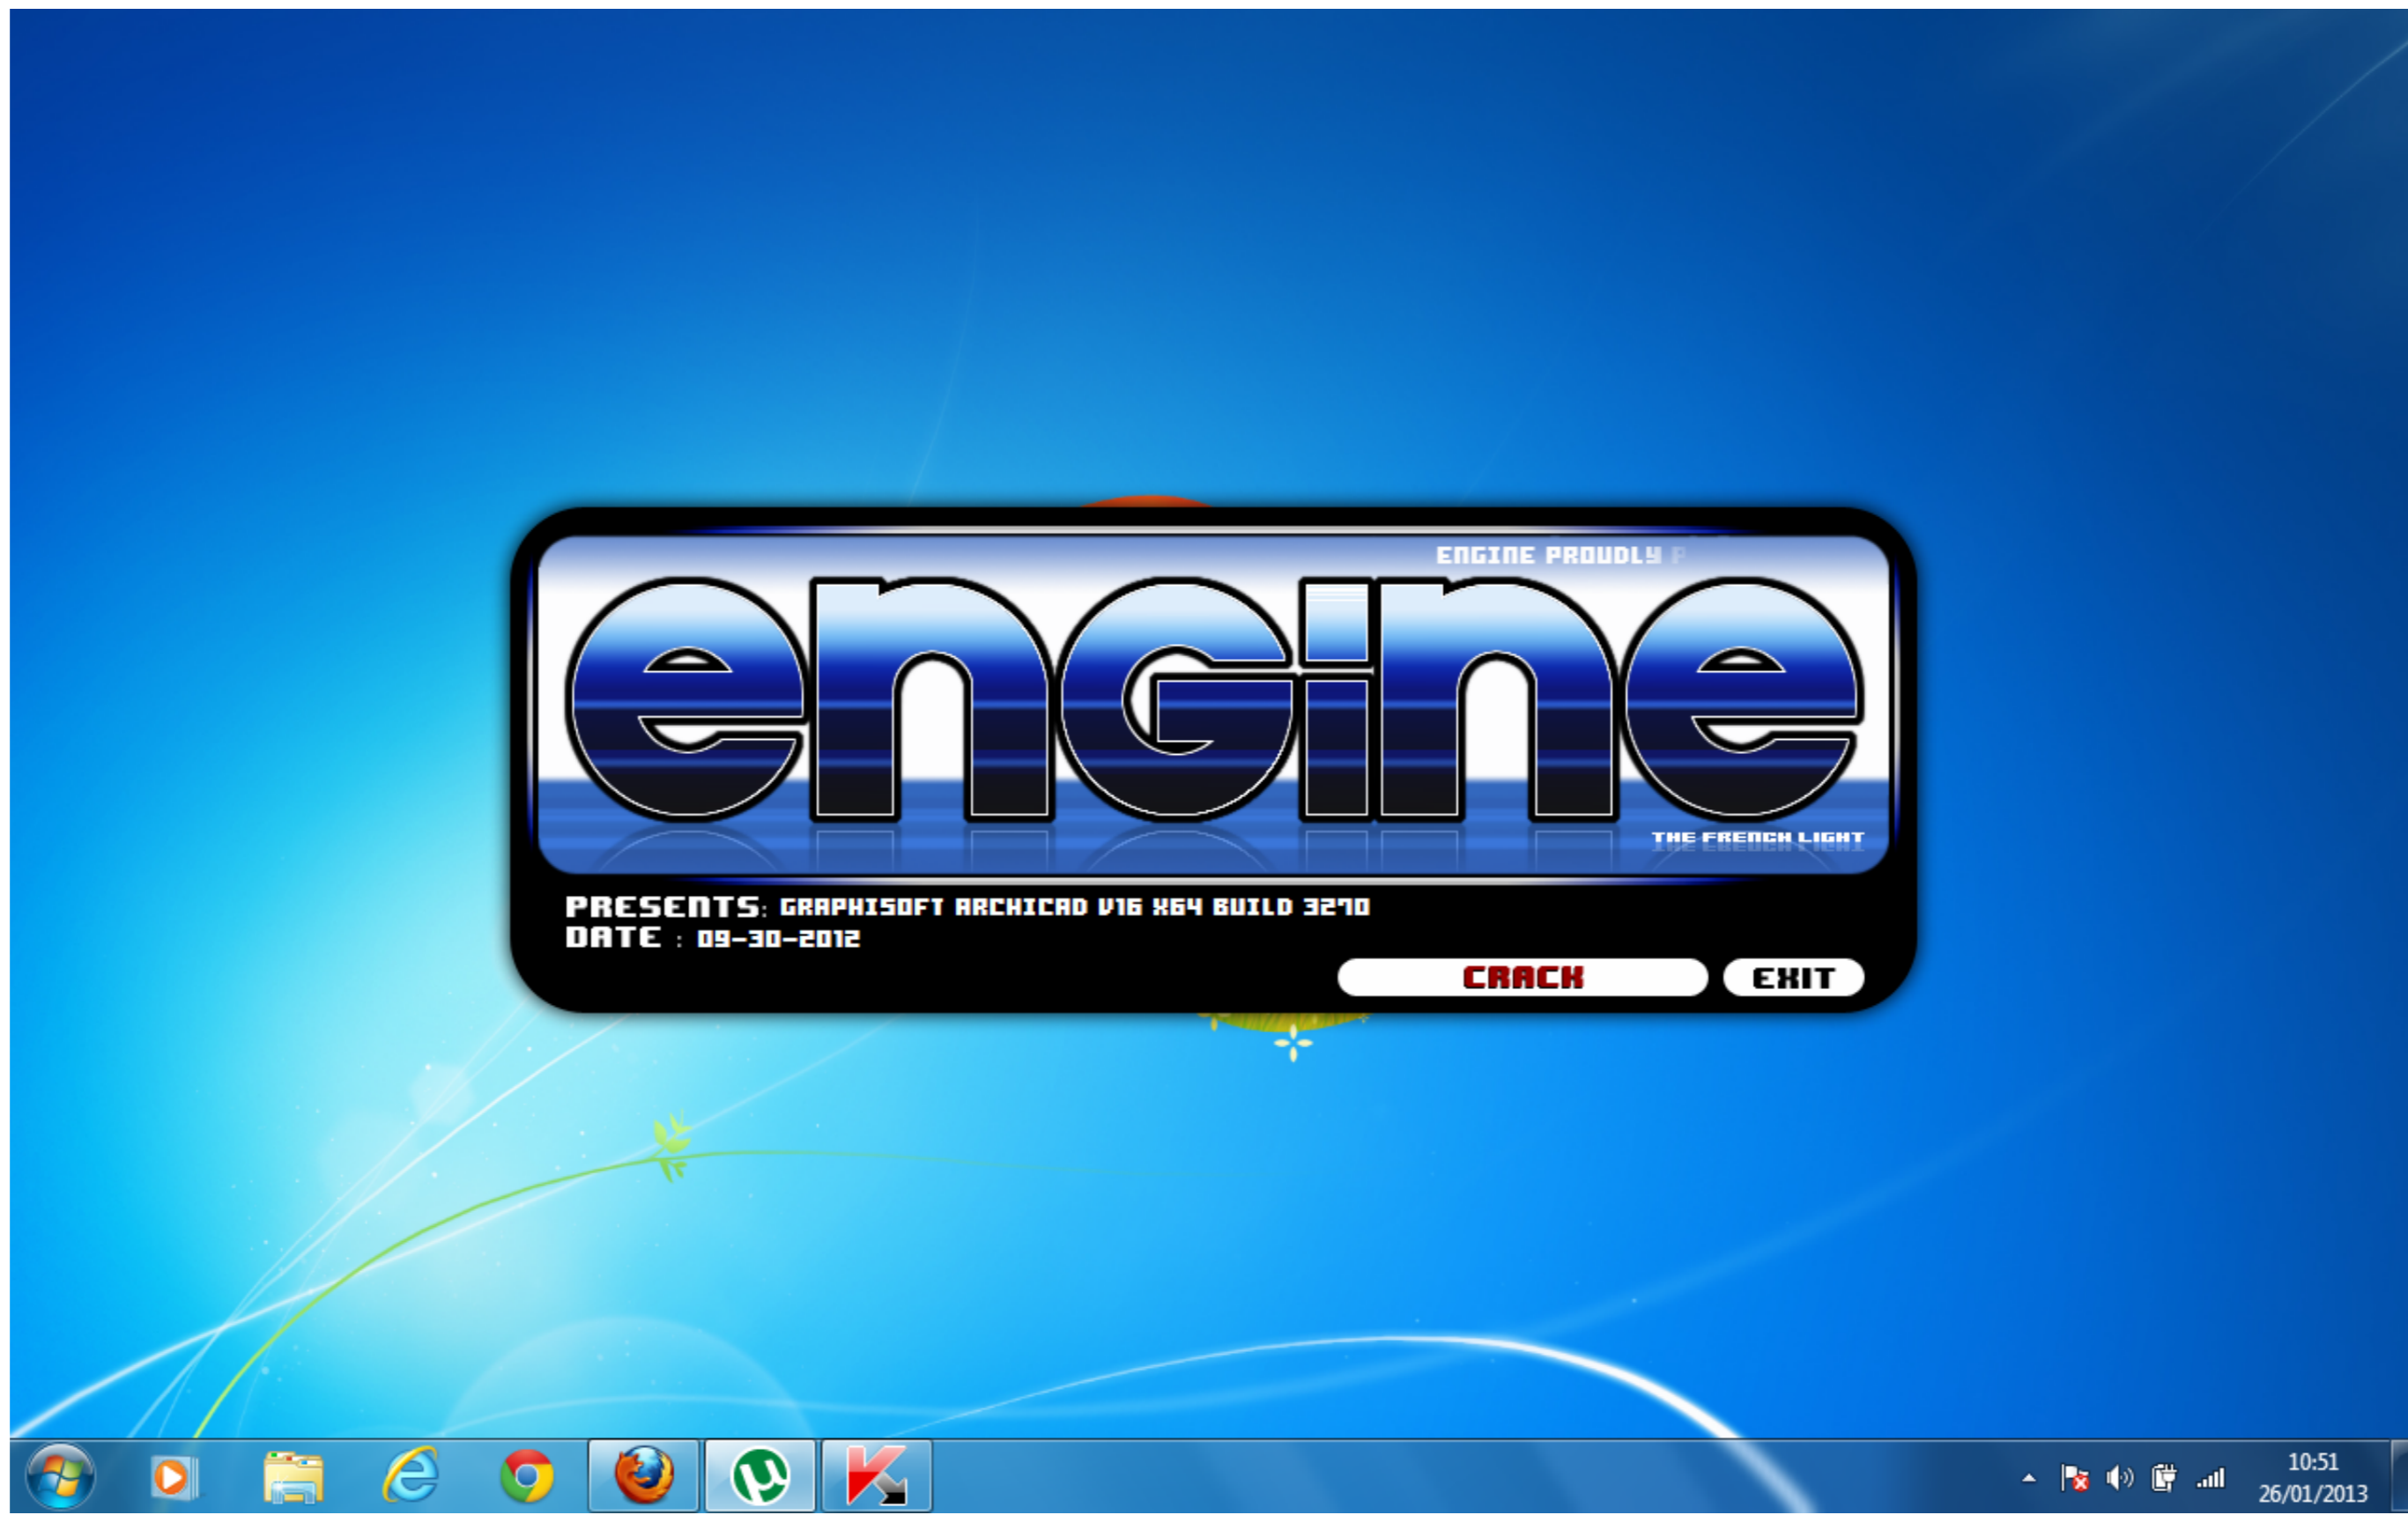 ENGINE PROUDLY P
enGine
THE FRENCH LIGHT
PRESENTS: GRAPHISOFT ARCHICAD V16 X64 BUILD 3270
DATE : 09-30-2012
CRACK
EXIT
10:51
26/01/2013